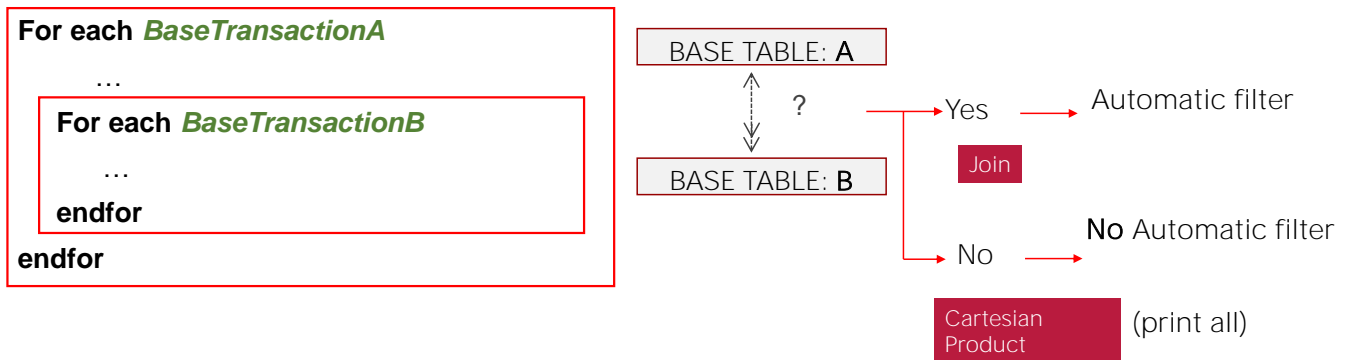 For each BaseTransactionA
...
For each BaseTransactionB
...
endfor
endfor
BASE TABLE: A
?
BASE TABLE: B
Yes
Automatic filter
Join
No
No Automatic filter
Cartesian
Product
(print all)